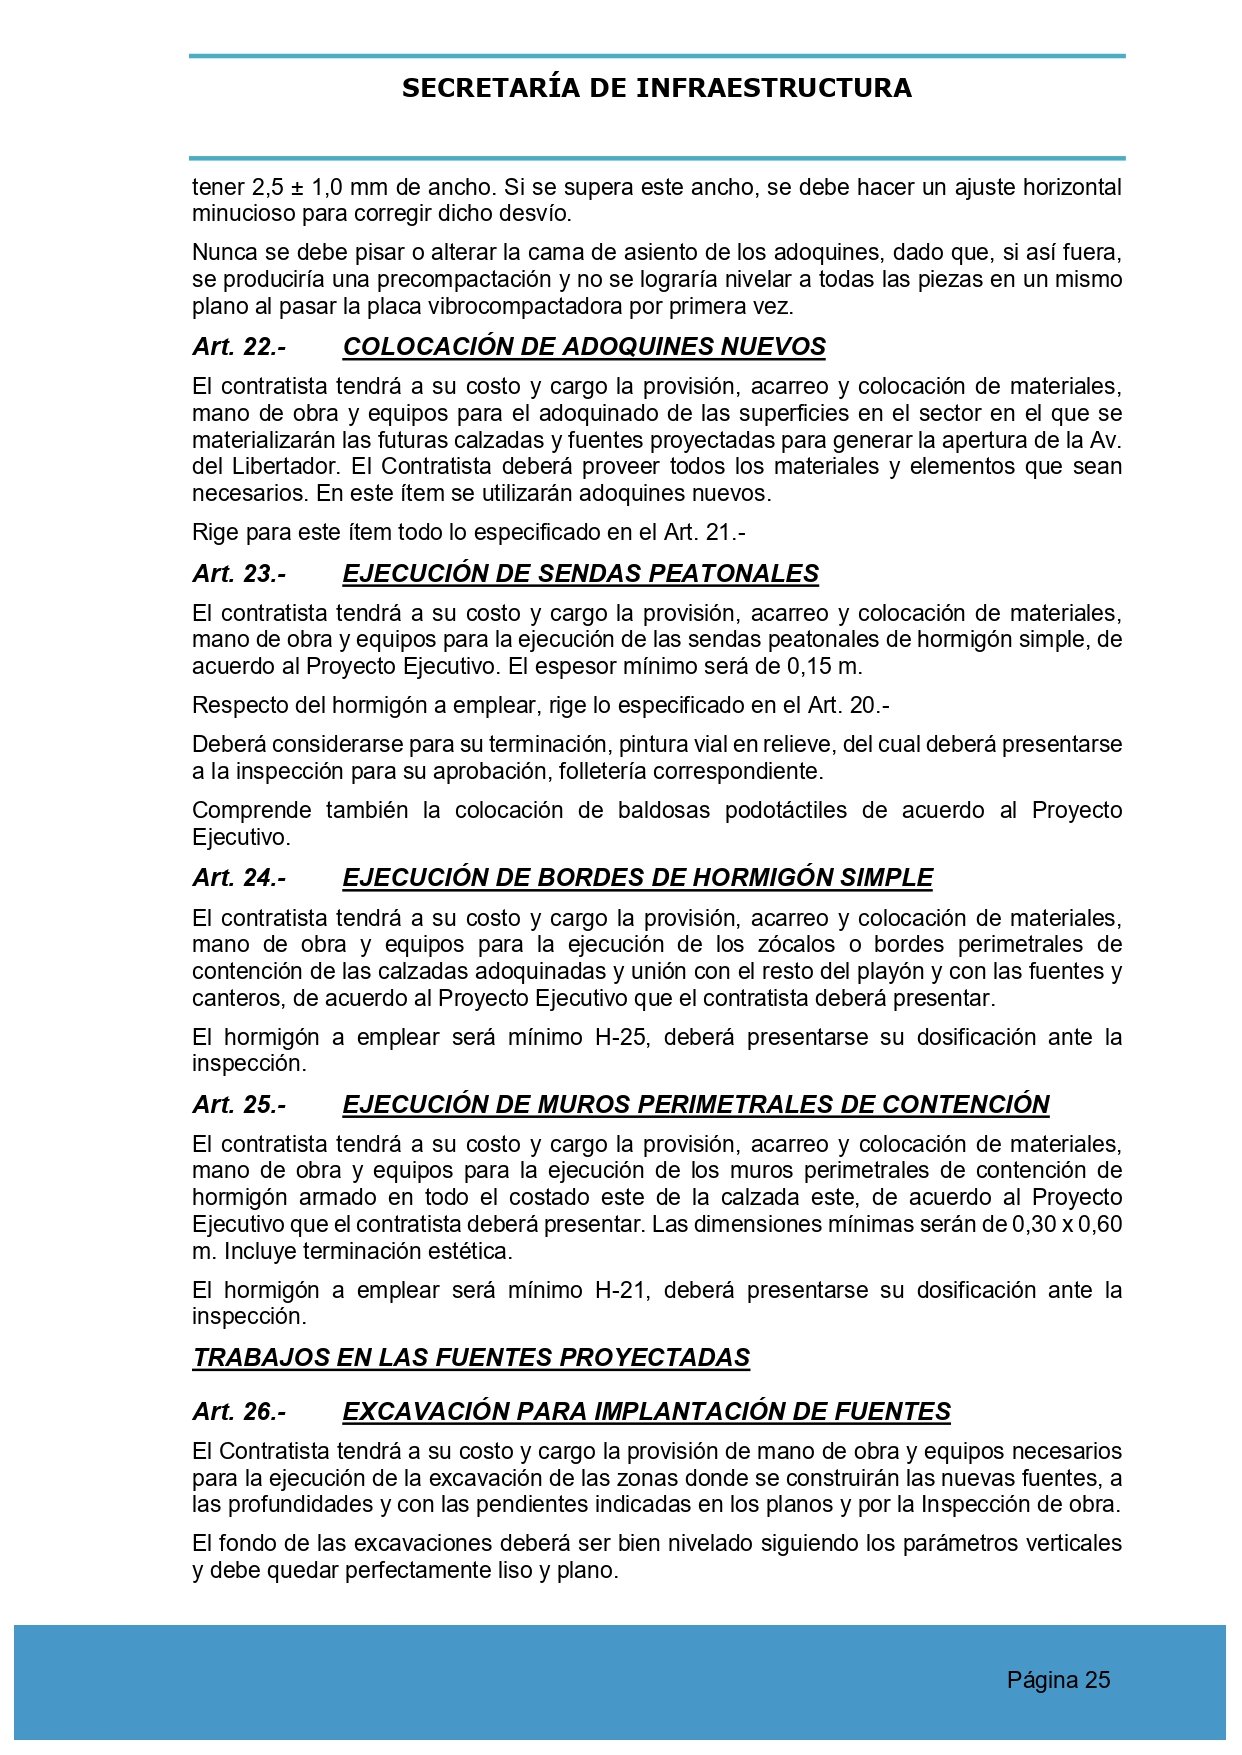 SECRETARÍA DE INFRAESTRUCTURA
tener 2,5 ± 1,0 mm de ancho. Si se supera este ancho, se debe hacer un ajuste horizontal
minucioso para corregir dicho desvío.
Nunca se debe pisar o alterar la cama de asiento de los adoquines, dado que, si así fuera,
se produciría una precompactación y no se lograría nivelar a todas las piezas en un mismo
plano al pasar la placa vibrocompactadora por primera vez.
Art. 22.- COLOCACIÓN DE ADOQUINES NUEVOS
El contratista tendrá a su costo y cargo la provisión, acarreo y colocación de materiales,
mano de obra y equipos para el adoquinado de las superficies en el sector en el que se
materializarán las futuras calzadas y fuentes proyectadas para generar la apertura de la Av.
del Libertador. El Contratista deberá proveer todos los materiales y elementos que sean
necesarios. En este ítem se utilizarán adoquines nuevos.
Rige para este ítem todo lo especificado en el Art. 21.-
Art. 23.- EJECUCIÓN DE SENDAS PEATONALES
El contratista tendrá a su costo y cargo la provisión, acarreo y colocación de materiales,
mano de obra y equipos para la ejecución de las sendas peatonales de hormigón simple, de
acuerdo al Proyecto Ejecutivo. El espesor mínimo será de 0,15 m.
Respecto del hormigón a emplear, rige lo especificado en el Art. 20.-
Deberá considerarse para su terminación, pintura vial en relieve, del cual deberá presentarse
a la inspección para su aprobación, folletería correspondiente.
Comprende también la colocación de baldosas podotáctiles de acuerdo al Proyecto
Ejecutivo.
Art. 24.- EJECUCIÓN DE BORDES DE HORMIGÓN SIMPLE
El contratista tendrá a su costo y cargo la provisión, acarreo y colocación de materiales,
mano de obra y equipos para la ejecución de los zócalos o bordes perimetrales de
contención de las calzadas adoquinadas y unión con el resto del playón y con las fuentes y
canteros, de acuerdo al Proyecto Ejecutivo que el contratista deberá presentar.
El hormigón a emplear será mínimo H-25, deberá presentarse su dosificación ante la
inspección.
Art. 25.- EJECUCIÓN DE MUROS PERIMETRALES DE CONTENCIÓN
El contratista tendrá a su costo y cargo la provisión, acarreo y colocación de materiales,
mano de obra y equipos para la ejecución de los muros perimetrales de contención de
hormigón armado en todo el costado este de la calzada este, de acuerdo al Proyecto
Ejecutivo que el contratista deberá presentar. Las dimensiones mínimas serán de 0,30 x 0,60
m. Incluye terminación estética.
El hormigón a emplear será mínimo H-21, deberá presentarse su dosificación ante la
inspección.
TRABAJOS EN LAS FUENTES PROYECTADAS
Art. 26.- EXCAVACIÓN PARA IMPLANTACIÓN DE FUENTES
El Contratista tendrá a su costo y cargo la provisión de mano de obra y equipos necesarios
para la ejecución de la excavación de las zonas donde se construirán las nuevas fuentes, a
las profundidades y con las pendientes indicadas en los planos y por la Inspección de obra.
El fondo de las excavaciones deberá ser bien nivelado siguiendo los parámetros verticales
y debe quedar perfectamente liso y plano.
Página 25